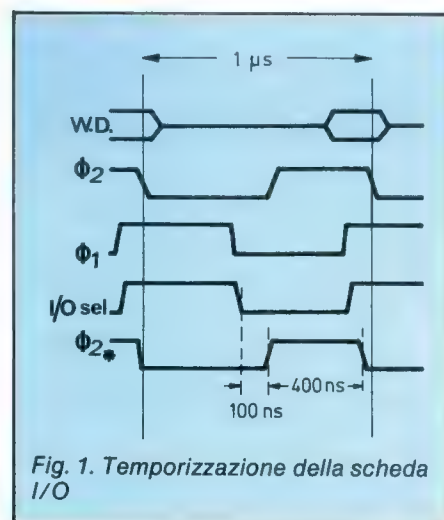 1 μs
W.D.
Φ2
Φ1
I/O sel
Φ2*
100 ns
400 ns
Fig. 1. Temporizzazione della scheda
I/O